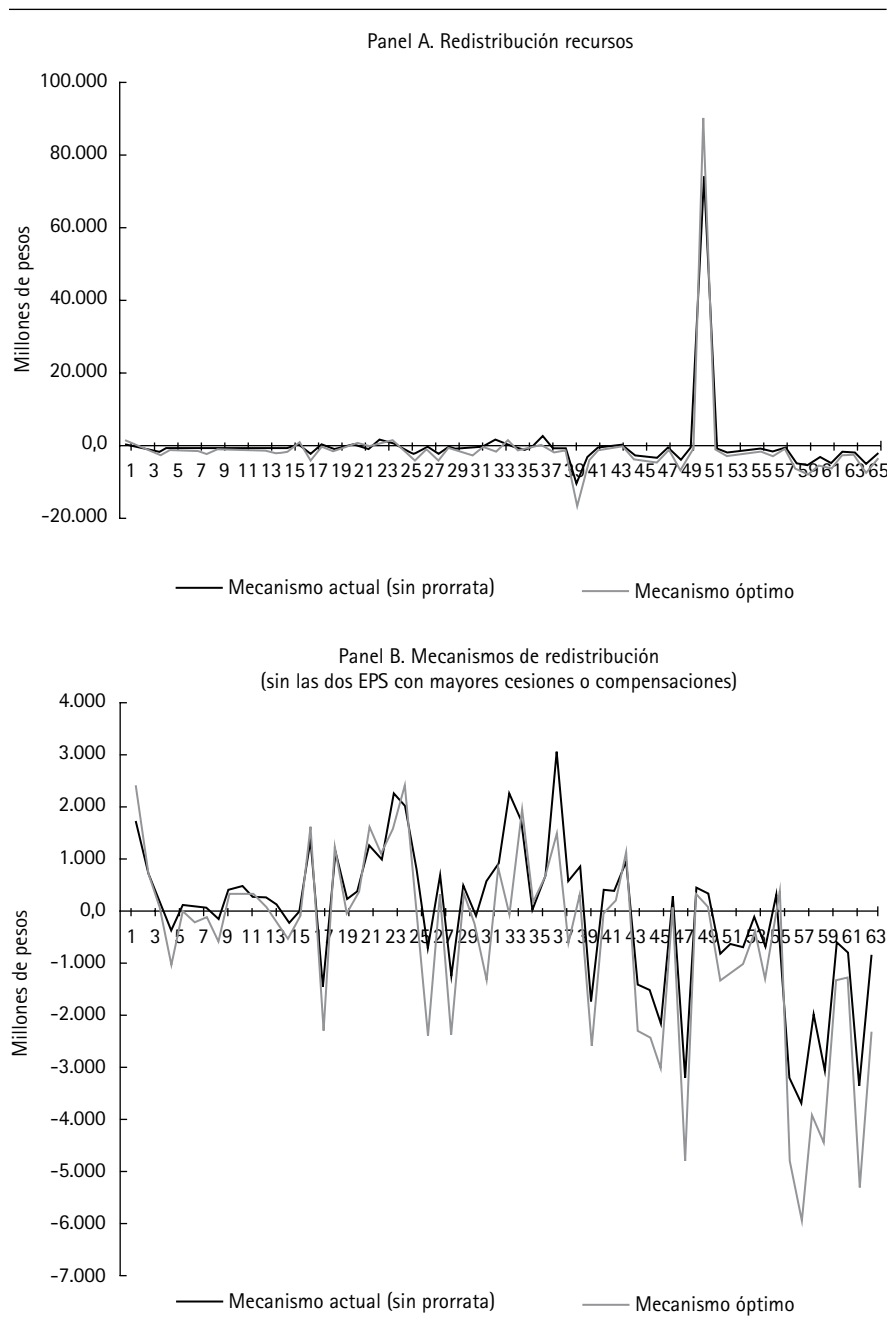 Panel A. Redistribución recursos
100.000
80.000
60.000
40.000
20.000
0,0
-20.000
Millones de pesos
1 3 5 7 9 11 13 15 17 19 21 23 25 27 29 31 33 35 37 39 41 43 45 47 49 51 53 55 57 59 61 63 65
Mecanismo actual (sin prorrata)
Mecanismo óptimo
Panel B. Mecanismos de redistribución
(sin las dos EPS con mayores cesiones o compensaciones)
4.000
3.000
2.000
1.000
0,0
-1.000
-2.000
-3.000
-4.000
-5.000
-6.000
-7.000
Millones de pesos
1 3 5 7 9 11 13 15 17 19 21 23 25 27 29 31 33 35 37 39 41 43 45 47 49 51 53 55 57 59 61 63
Mecanismo actual (sin prorrata)
Mecanismo óptimo